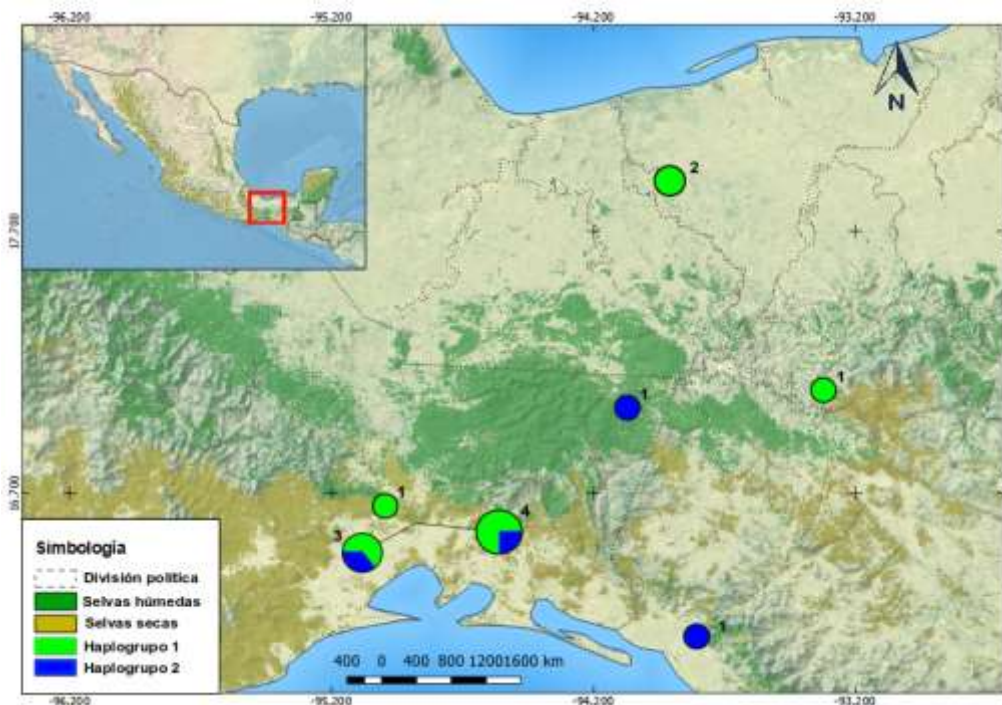 -96.200 -95.200 -94.200 -93.200
N
2
17.700
1
1
16.700
1
4
3
1
Simbología
División política
Selvas húmedas
Selvas secas
Haplogrupo 1
Haplogrupo 2
400 0 400 800 12001600 km
-96.200 -95.200 -94.200 -93.200